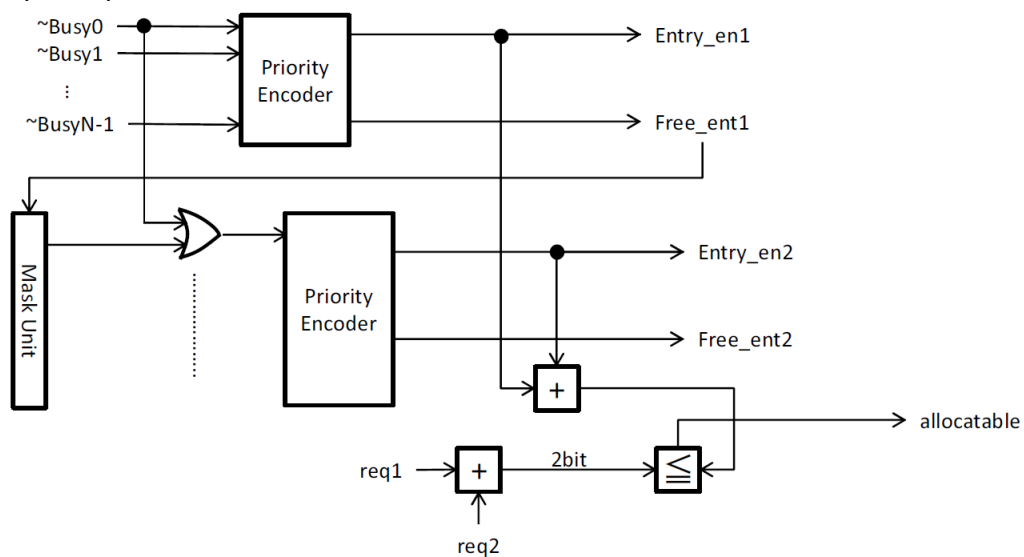 ~Busy0
~Busy1
⋮
~BusyN-1
Priority
Encoder
Entry_en1
Free_ent1
Mask Unit
Priority
Encoder
Entry_en2
Free_ent2
+
allocatable
req1
+
2bit
≦
req2